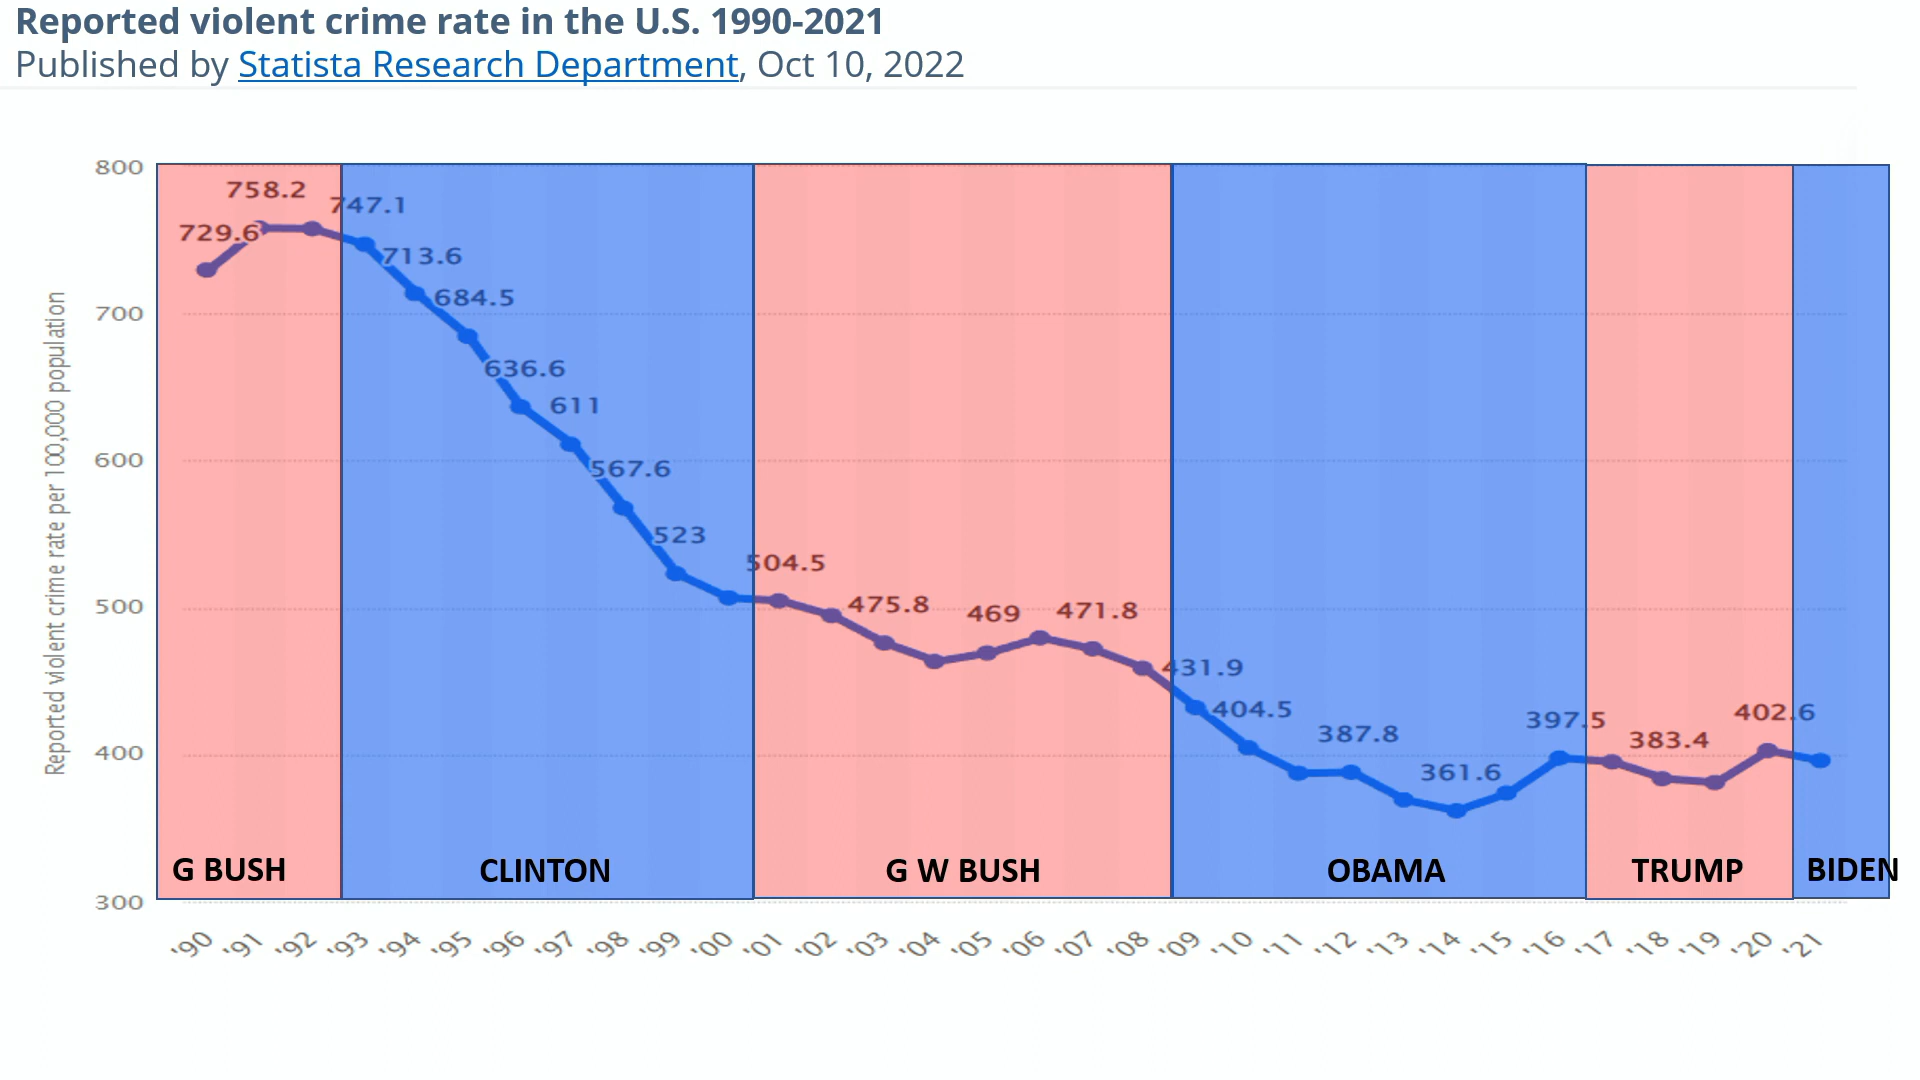 Reported violent crime rate in the U.S. 1990-2021
Published by Statista Research Department, Oct 10, 2022
Reported violent crime rate per 100,000 population
800
700
600
500
400
300
729.6
758.2
747.1
713.6
684.5
636.6
611
567.6
523
504.5
475.8
469
471.8
431.9
404.5
387.8
361.6
397.5
383.4
402.6
G BUSH
CLINTON
G W BUSH
OBAMA
TRUMP
BIDEN
'90 '91 '92 '93 '94 '95 '96 '97 '98 '99 '00 '01 '02 '03 '04 '05 '06 '07 '08 '09 '10 '11 '12 '13 '14 '15 '16 '17 '18 '19 '20 '21